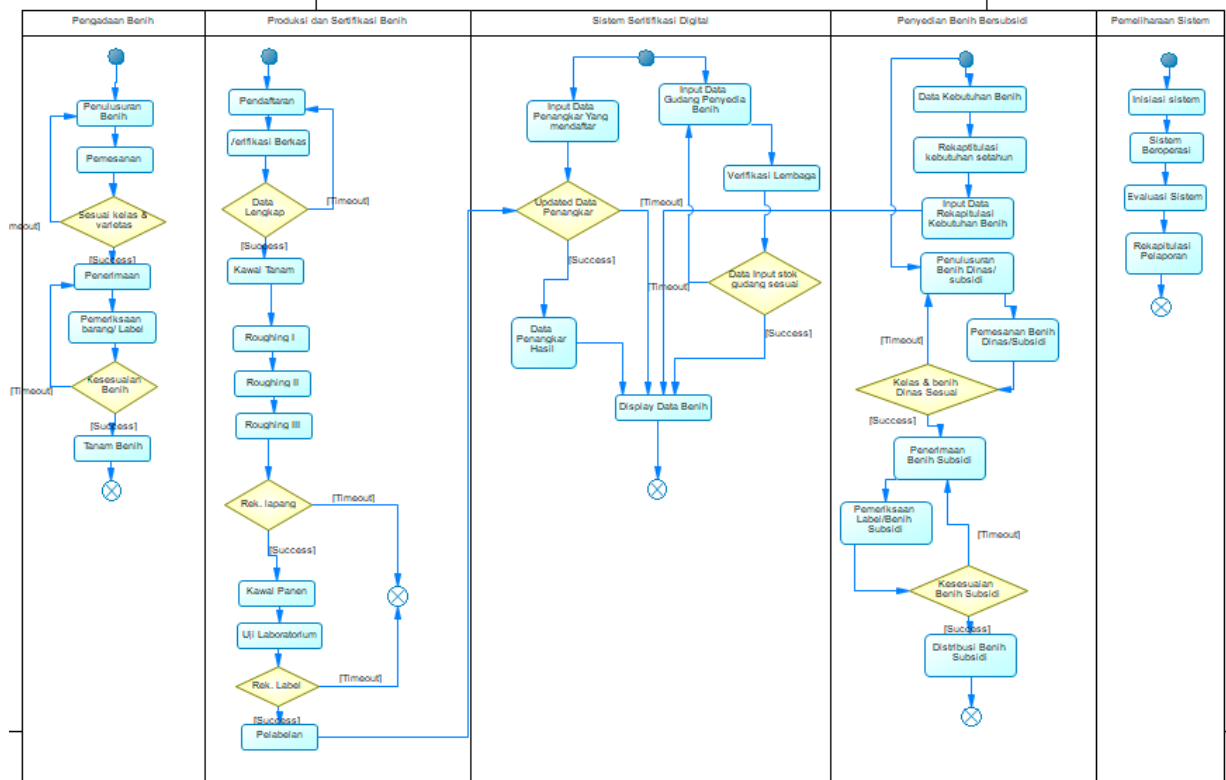 Pengadaan Benih
Produksi dan Sertifikasi Benih
Sistem Seritifikasi Digital
Penyedian Benih Bersubsidi
Pemeliharaan Sistem
Penulusuran
Benih
Pemesanan
Sesuai kelas &
varietas
meout]
[Success]
Penerimaan
Pemeriksaan
barang/ Label
Kesesuaian
Benih
[Timeout]
[Success]
Tanam Benih
Pendaftaran
/erifikasi Berkas
Data
Lengkap
[Timeout]
[Success]
Kawal Tanam
Roughing I
Roughing II
Roughing III
Rek. lapang
[Timeout]
[Success]
Kawal Panen
Uji Laboratorium
Rek. Label
[Timeout]
[Success]
Pelabelan
Input Data
Penangkar Yang
mendaftar
Input Data
Gudang Penyedia
Benih
Verifikasi Lembaga
Updated Data
Penangkar
[Timeout]
[Success]
Data Input stok
gudang sesuai
[Timeout]
[Success]
Data
Penangkar
Hasil
Display Data Benih
Data Kebutuhan Benih
Rekaptitulasi
kebutuhan setahun
Input Data
Rekapitulasi
Kebutuhan Benih
Penulusuran
Benih Dinas/
subsidi
Pemesanan Benih
Dinas/Subsidi
[Timeout]
Kelas & benih
Dinas Sesuai
[Success]
Penerimaan
Benih Subsidi
Pemeriksaan
Label/Benih
Subsidi
[Timeout]
Kesesuaian
Benih Subsidi
[Success]
Distribusi Benih
Subsidi
Inisiasi sistem
Sistem
Beroperasi
Evaluasi Sistem
Rekapitulasi
Pelaporan